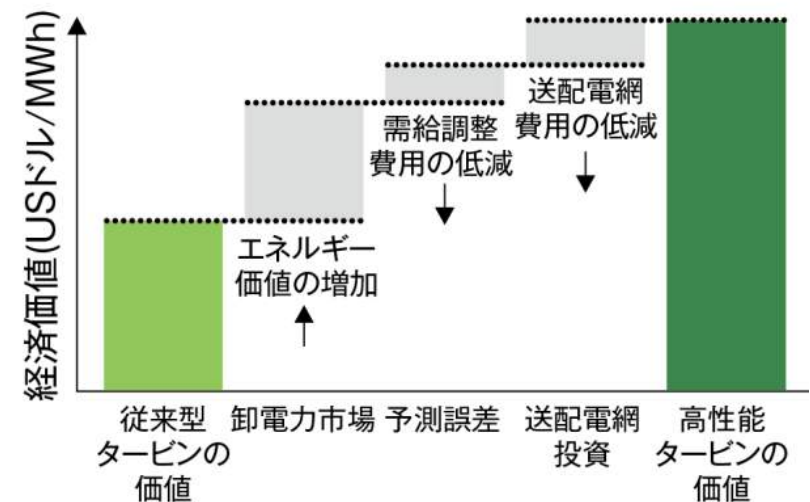 経済価値(USドル/MWh)
エネルギー
価値の増加
需給調整
費用の低減
送配電網
費用の低減
従来型
タービンの
価値
卸電力市場
予測誤差
送配電網
投資
高性能
タービンの
価値